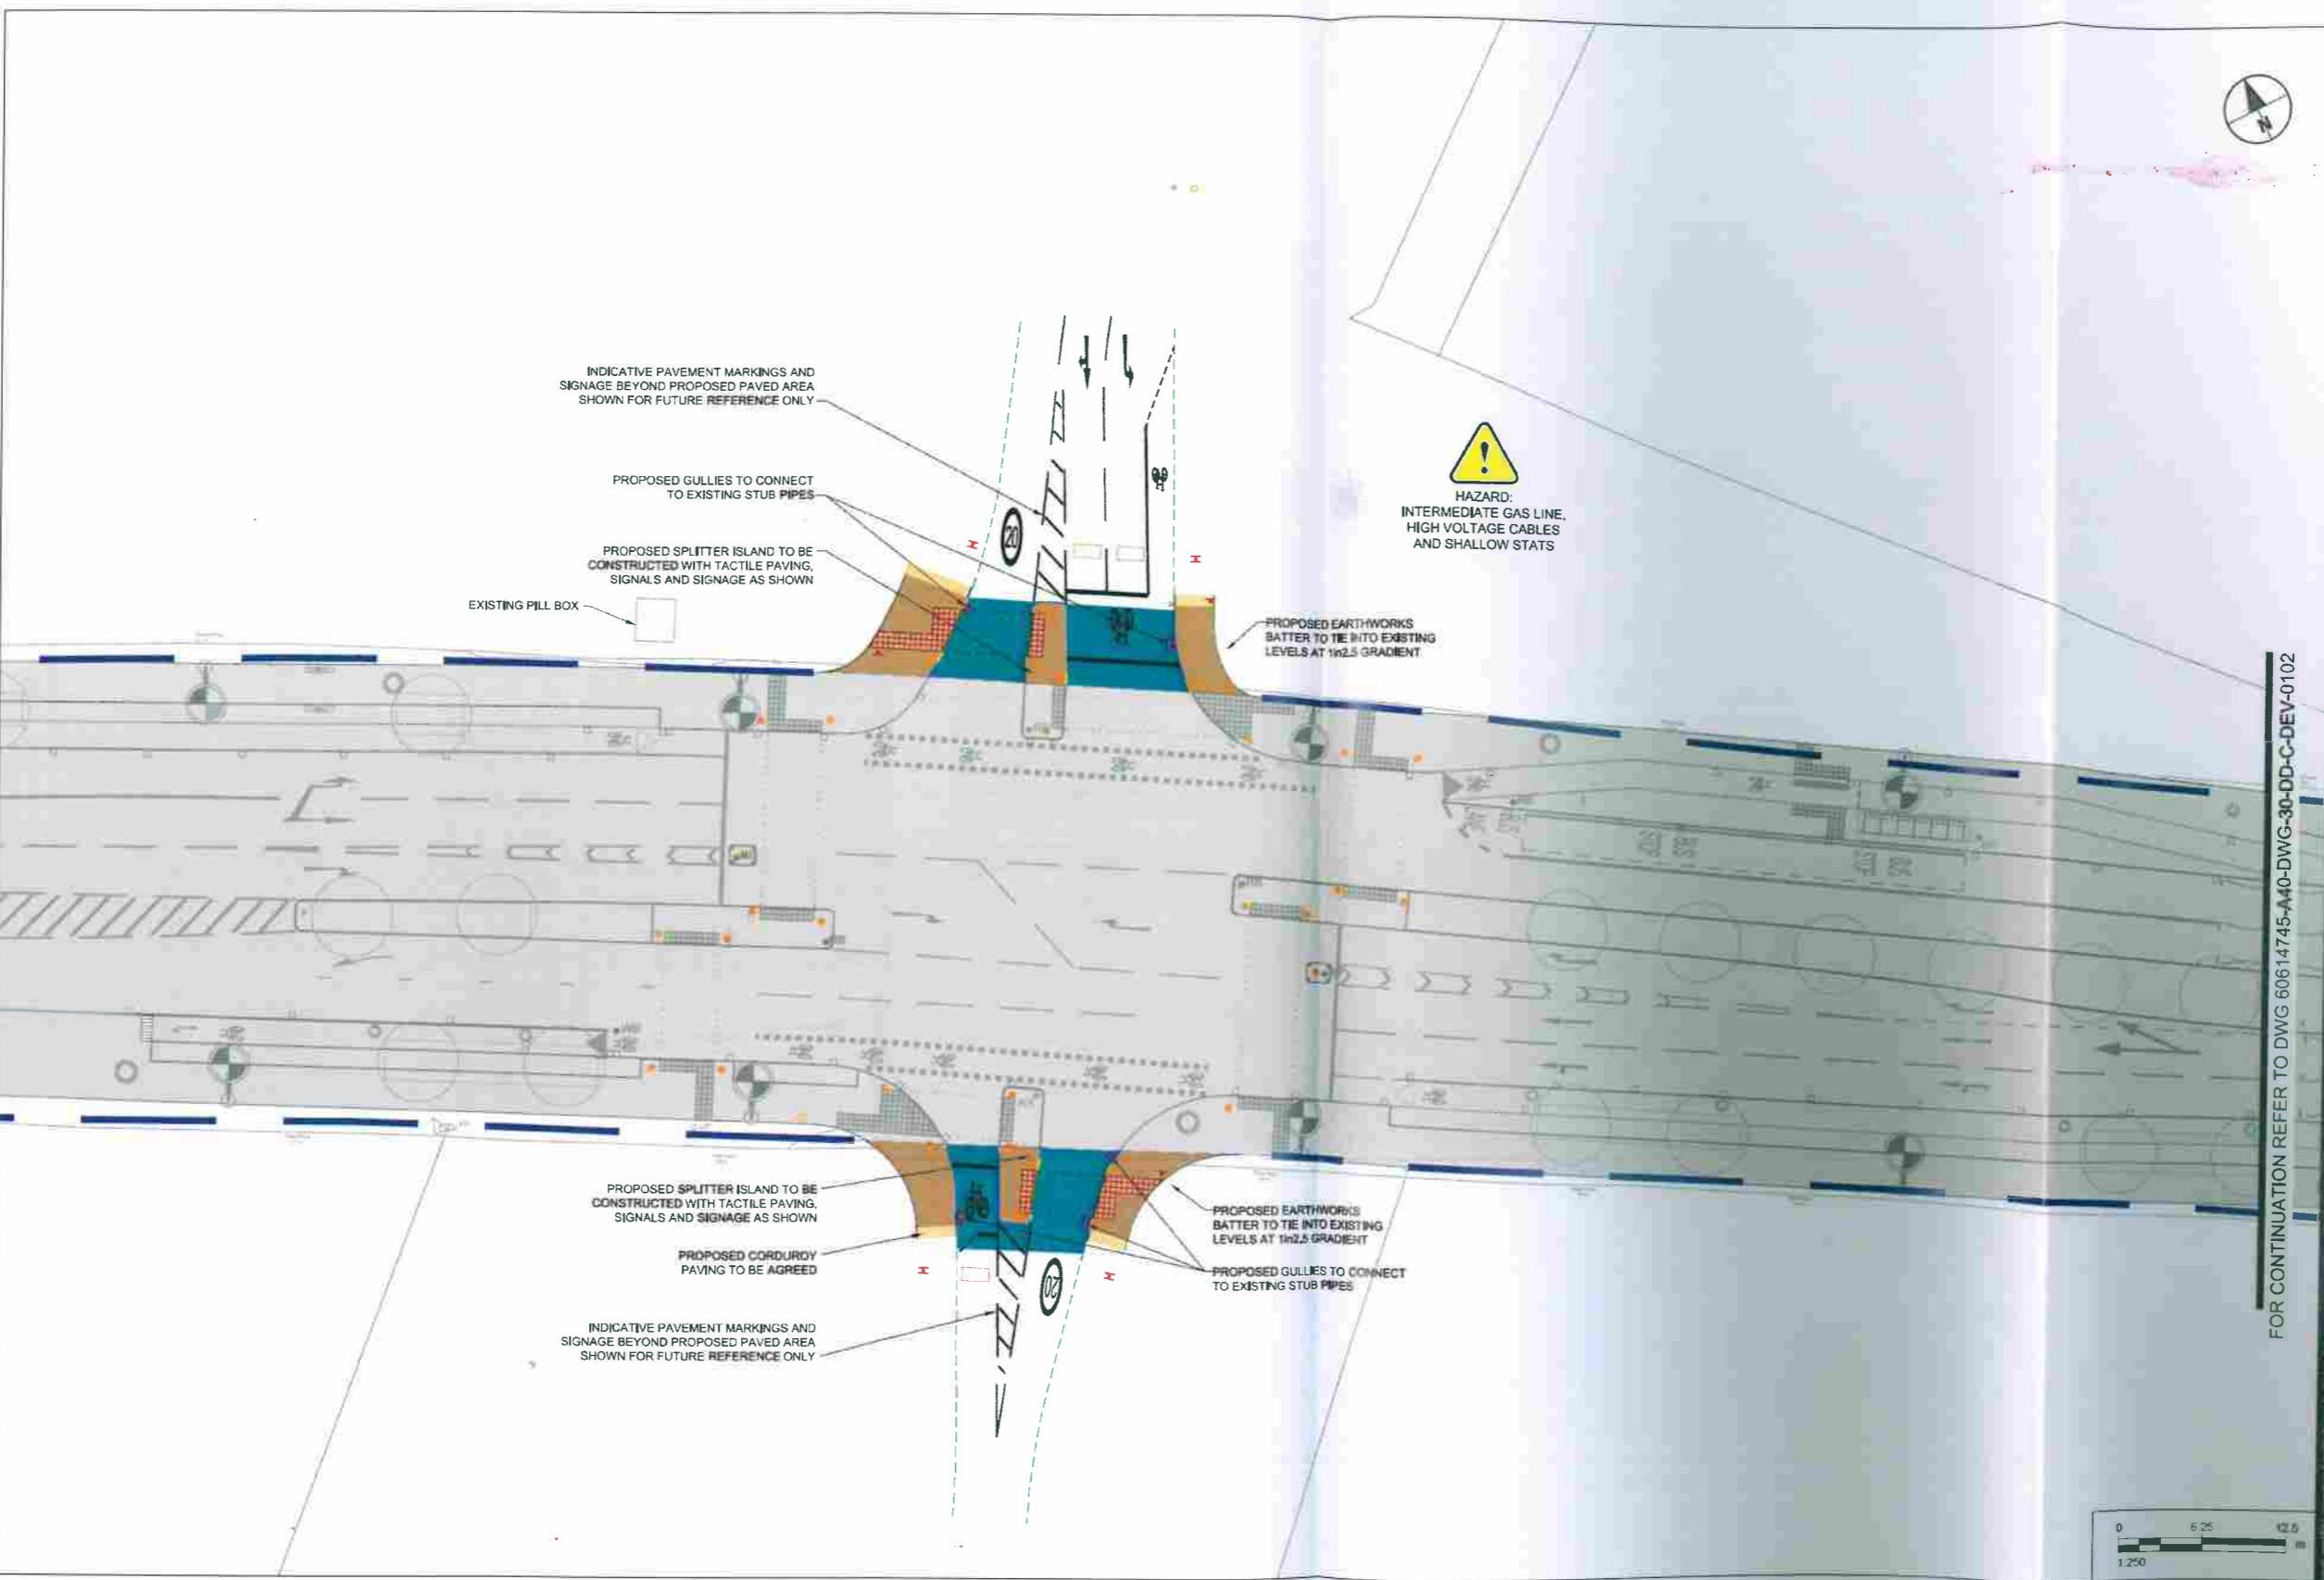 N
INDICATIVE PAVEMENT MARKINGS AND
SIGNAGE BEYOND PROPOSED PAVED AREA
SHOWN FOR FUTURE REFERENCE ONLY
PROPOSED GULLIES TO CONNECT
TO EXISTING STUB PIPES
PROPOSED SPLITTER ISLAND TO BE
CONSTRUCTED WITH TACTILE PAVING,
SIGNALS AND SIGNAGE AS SHOWN
EXISTING PILL BOX
20
HAZARD:
INTERMEDIATE GAS LINE,
HIGH VOLTAGE CABLES
AND SHALLOW STATS
PROPOSED EARTHWORKS
BATTER TO TIE INTO EXISTING
LEVELS AT 1in2.5 GRADIENT
FOR CONTINUATION REFER TO DWG 60614745-A40-DWG-30-DD-C-DEV-0102
PROPOSED SPLITTER ISLAND TO BE
CONSTRUCTED WITH TACTILE PAVING,
SIGNALS AND SIGNAGE AS SHOWN
PROPOSED CORDUROY
PAVING TO BE AGREED
INDICATIVE PAVEMENT MARKINGS AND
SIGNAGE BEYOND PROPOSED PAVED AREA
SHOWN FOR FUTURE REFERENCE ONLY
20
PROPOSED EARTHWORKS
BATTER TO TIE INTO EXISTING
LEVELS AT 1in2.5 GRADIENT
PROPOSED GULLIES TO CONNECT
TO EXISTING STUB PIPES
0 6.25 12.5
m
1:250